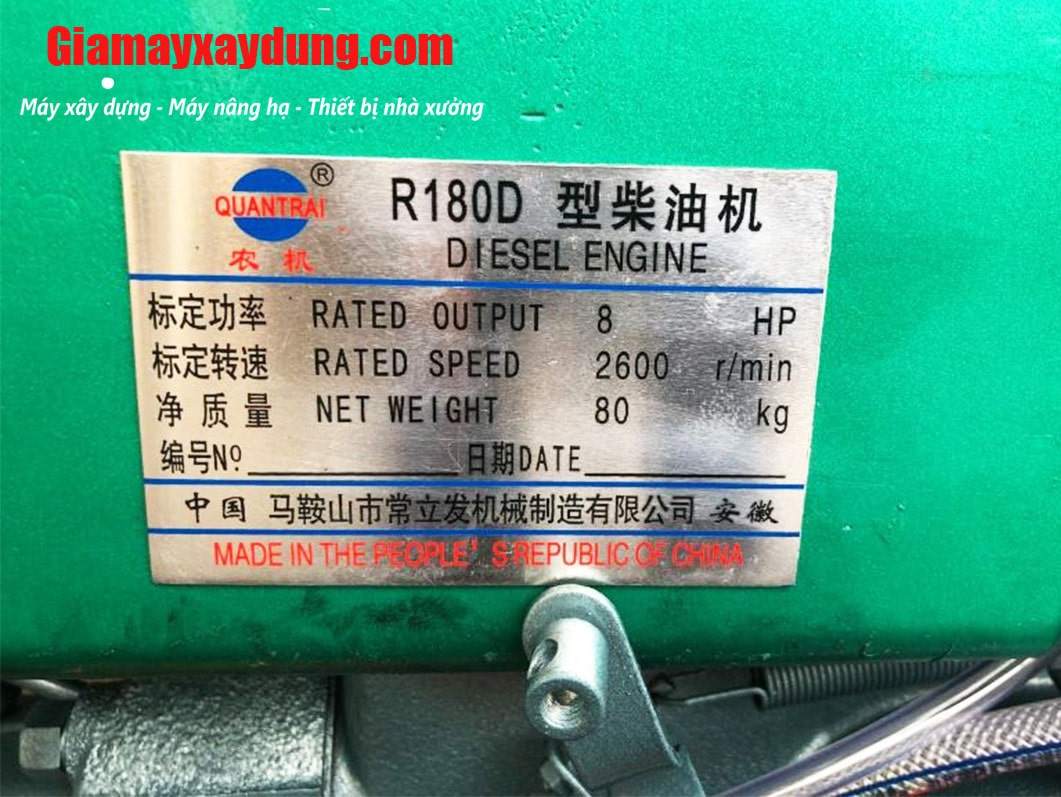 Giamayxaydung.com
Máy xây dựng - Máy nâng hạ - Thiết bị nhà xưởng
QUANTRAI ®
农机
R180D 型柴油机
DIESEL ENGINE
标定功率 RATED OUTPUT 8 HP
标定转速 RATED SPEED 2600 r/min
净质量 NET WEIGHT 80 kg
编号Nº 日期DATE
中国 马鞍山市常立发机械制造有限公司 安徽
MADE IN THE PEOPLE'S REPUBLIC OF CHINA